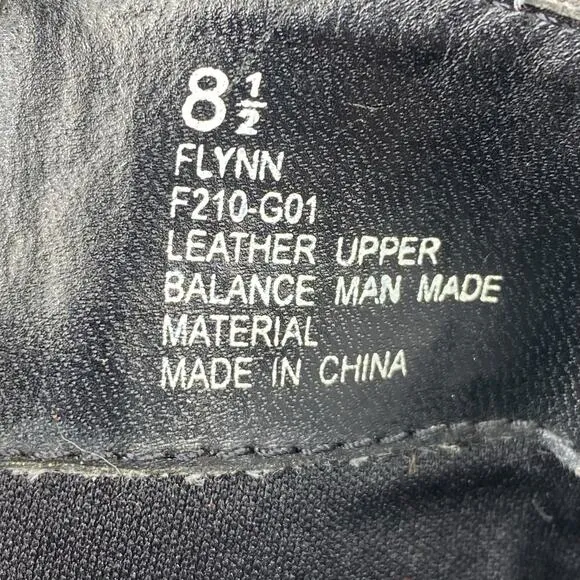 8 1/2
FLYNN
F210-G01
LEATHER UPPER
BALANCE MAN MADE
MATERIAL
MADE IN CHINA